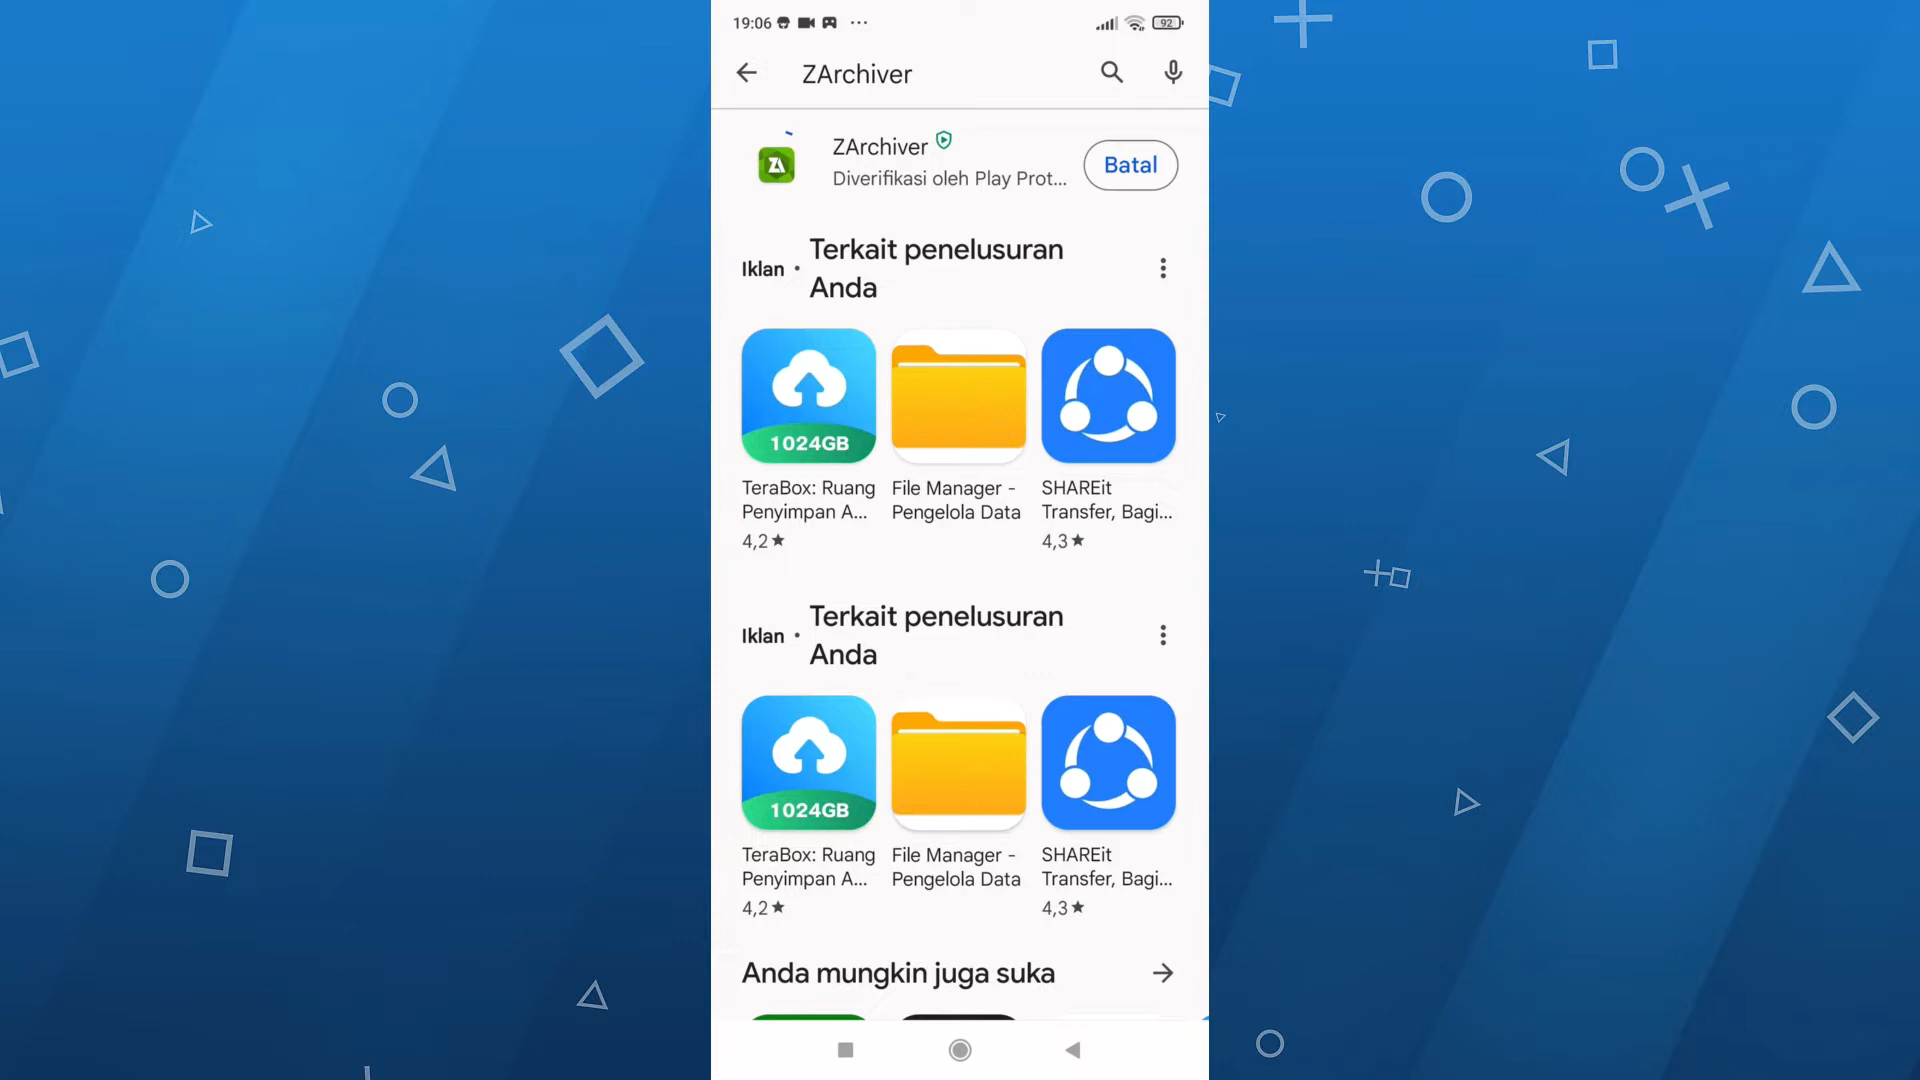 19:06
92
ZArchiver
ZA
ZArchiver
Diverifikasi oleh Play Prot...
Batal
Iklan • Terkait penelusuran
Anda
1024GB
TeraBox: Ruang
Penyimpan A...
4,2★
File Manager -
Pengelola Data
SHAREit
Transfer, Bagi...
4,3★
Iklan • Terkait penelusuran
Anda
1024GB
TeraBox: Ruang
Penyimpan A...
4,2★
File Manager -
Pengelola Data
SHAREit
Transfer, Bagi...
4,3★
Anda mungkin juga suka